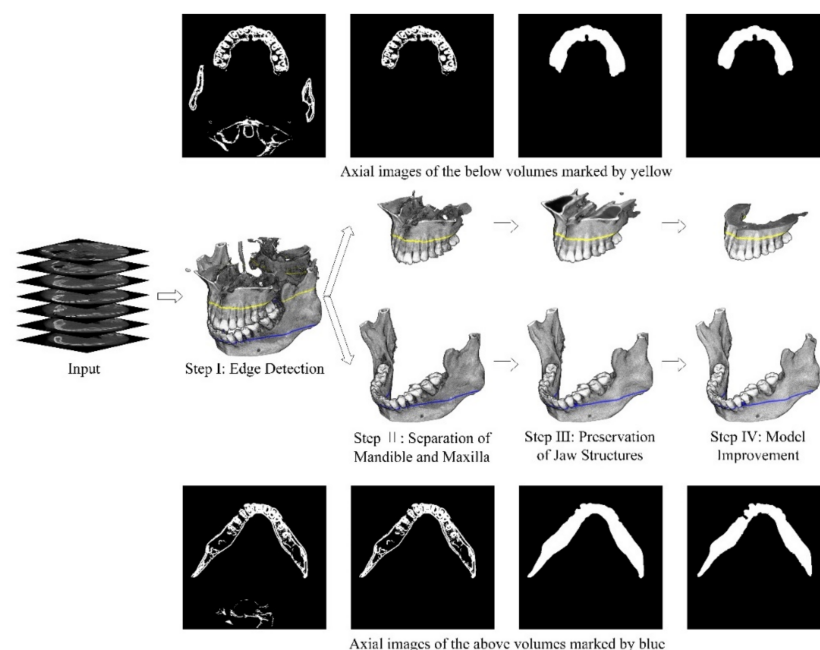 Axial images of the below volumes marked by yellow
Input
Step I: Edge Detection
Step II: Separation of
Mandible and Maxilla
Step III: Preservation
of Jaw Structures
Step IV: Model
Improvement
Axial images of the above volumes marked by blue